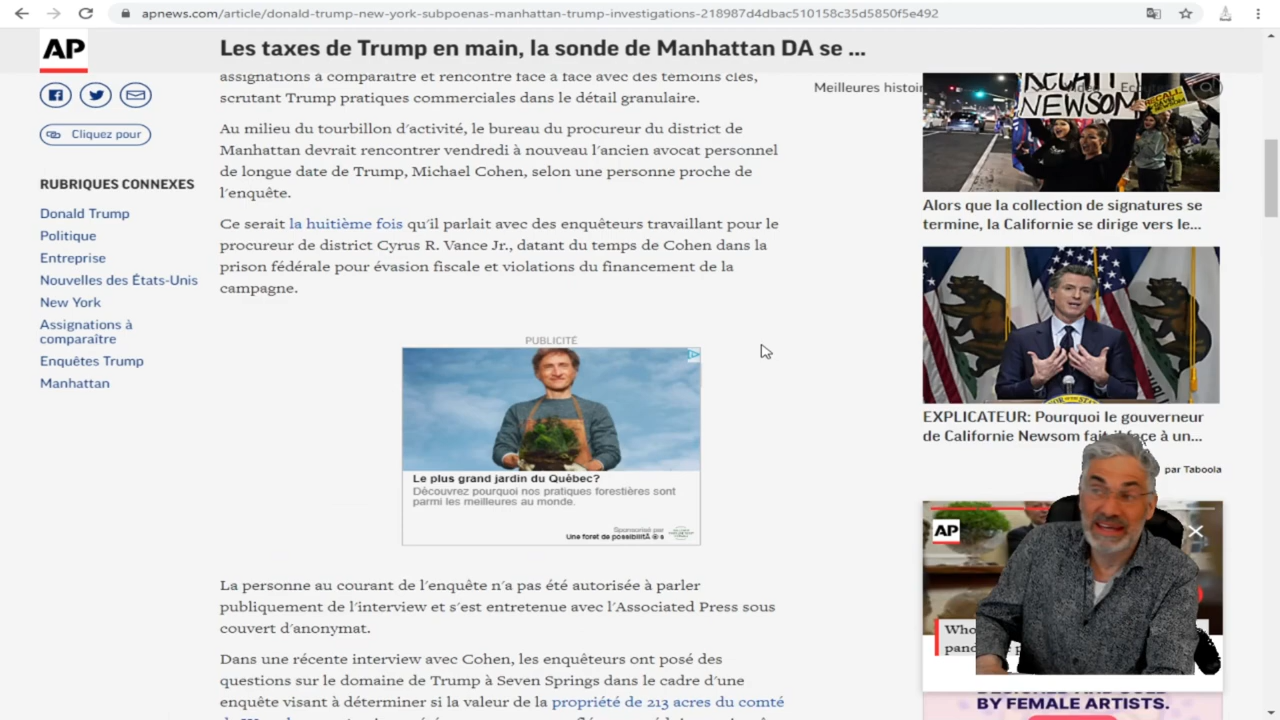 apnews.com/article/donald-trump-new-york-subpoenas-manhattan-trump-investigations-218987d4dbac510158c35d5850f5e492
AP
Les taxes de Trump en main, la sonde de Manhattan DA se ...
Meilleures histoir
Cliquez pour
RUBRIQUES CONNEXES
Donald Trump
Politique
Entreprise
Nouvelles des États-Unis
New York
Assignations à
comparaître
Enquêtes Trump
Manhattan
assignations à comparaître et rencontré face à face avec des témoins clés,
scrutant Trump pratiques commerciales dans le détail granulaire.
Au milieu du tourbillon d'activité, le bureau du procureur du district de
Manhattan devrait rencontrer vendredi à nouveau l'ancien avocat personnel
de longue date de Trump, Michael Cohen, selon une personne proche de
l'enquête.
Ce serait la huitième fois qu'il parlait avec des enquêteurs travaillant pour le
procureur de district Cyrus R. Vance Jr., datant du temps de Cohen dans la
prison fédérale pour évasion fiscale et violations du financement de la
campagne.
PUBLICITÉ
Le plus grand jardin du Québec?
Découvrez pourquoi nos pratiques forestières sont
parmi les meilleures au monde.
Sponsorisé par
La personne au courant de l'enquête n'a pas été autorisée à parler
publiquement de l'interview et s'est entretenue avec l'Associated Press sous
couvert d'anonymat.
Dans une récente interview avec Cohen, les enquêteurs ont posé des
questions sur le domaine de Trump à Seven Springs dans le cadre d'une
enquête visant à déterminer si la valeur de la propriété de 213 acres du comté
RECALL
NEWSOM
RECALL
NEWSOM
Alors que la collection de signatures se
termine, la Californie se dirige vers le...
EXPLICATEUR: Pourquoi le gouverneur
de Californie Newsom fait-il face à un...
par Taboola
AP
Who
pand
BY FEMALE ARTISTS.